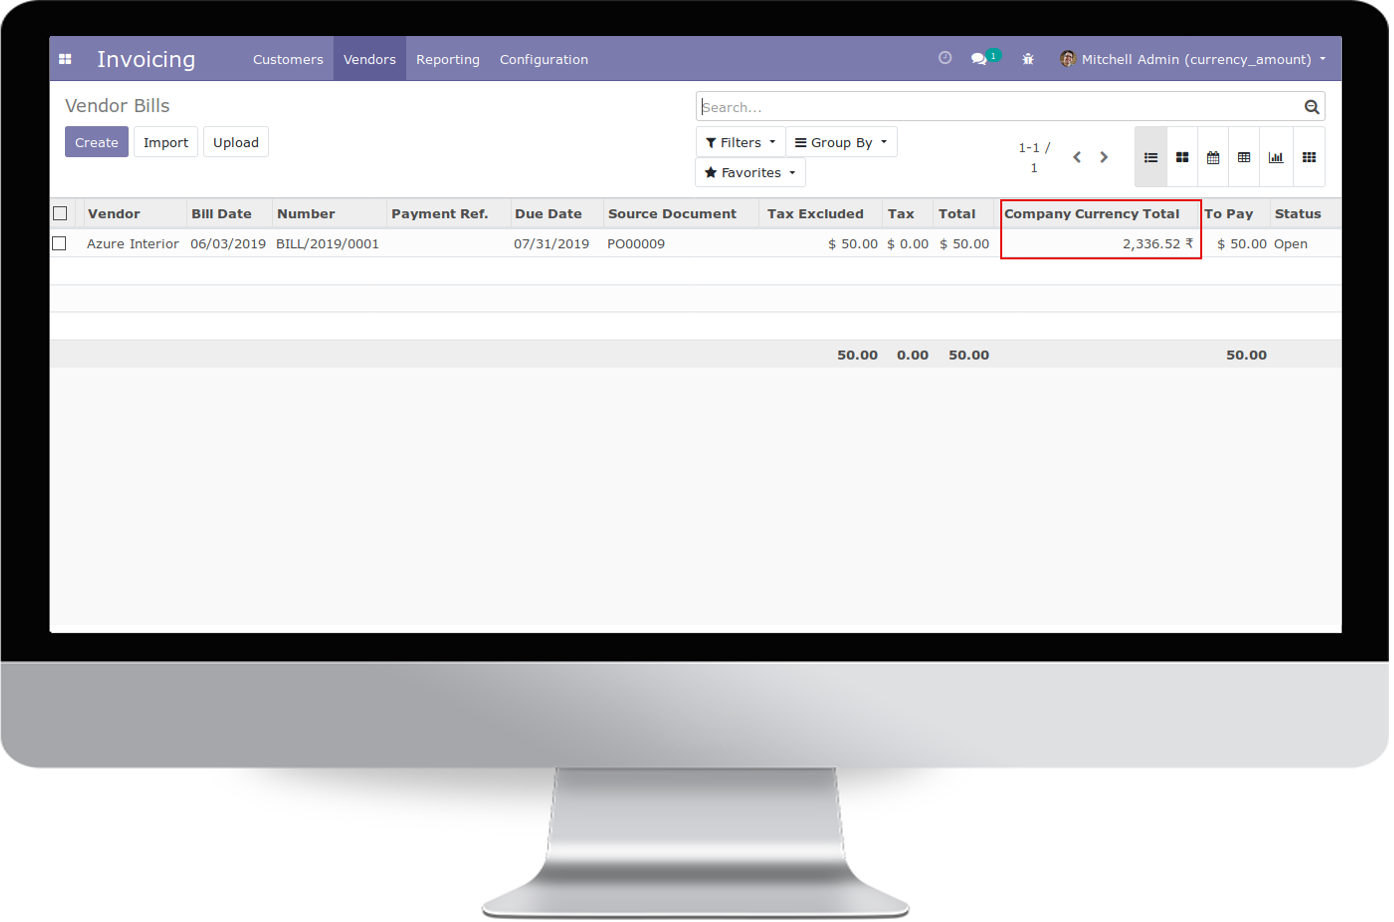 Invoicing Customers Vendors Reporting Configuration 1 Mitchell Admin (currency_amount)
Vendor Bills
Search...
Create Import Upload
Filters Group By
Favorites
1-1 /
1
Vendor Bill Date Number Payment Ref. Due Date Source Document Tax Excluded Tax Total Company Currency Total To Pay Status
Azure Interior 06/03/2019 BILL/2019/0001 07/31/2019 PO00009 $ 50.00 $ 0.00 $ 50.00 2,336.52 ₹ $ 50.00 Open
50.00 0.00 50.00 50.00